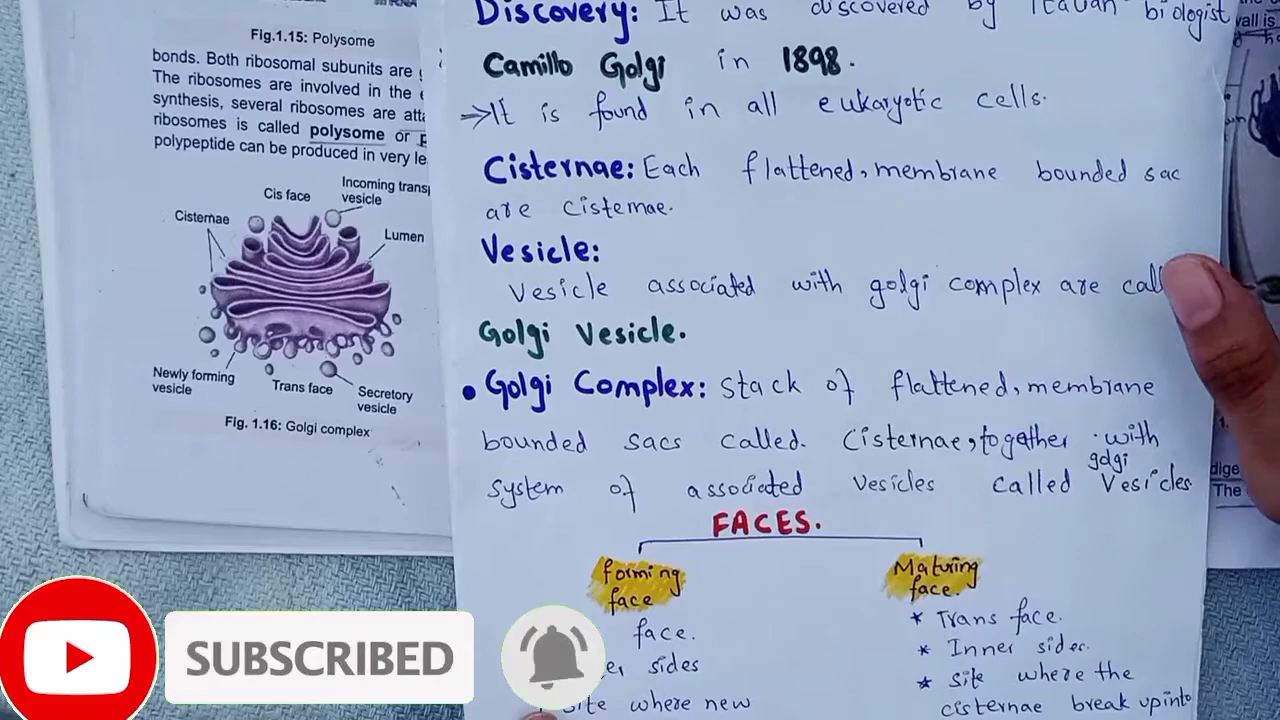 Fig.1.15: Polysome
bonds. Both ribosomal subunits are
The ribosomes are involved in the
synthesis, several ribosomes are
ribosomes is called polysome or
polypeptide can be produced in very
Incoming
vesicle
Cis face
Cisternae
Lumen
Newly forming
vesicle
Trans face
Secretory
vesicle
Fig. 1.16: Golgi complex
Discovery: It was discovered by Italian biologist
Camillo Golgi in 1898.
⇒It is found in all eukaryotic cells.
Cisternae: Each flattened, membrane bounded sac
are cisternae.
Vesicle:
Vesicle associated with golgi complex are
Golgi Vesicle.
• Golgi Complex: Stack of flattened, membrane
bounded sacs called. Cisternae, together with
golgi
System of associated vesicles called Vesicles
FACES.
forming
face
face.
sides
site where new
Maturing
face.
* Trans face.
* Inner sides.
* Site where the
cisternae break up into
wall is
The
SUBSCRIBED